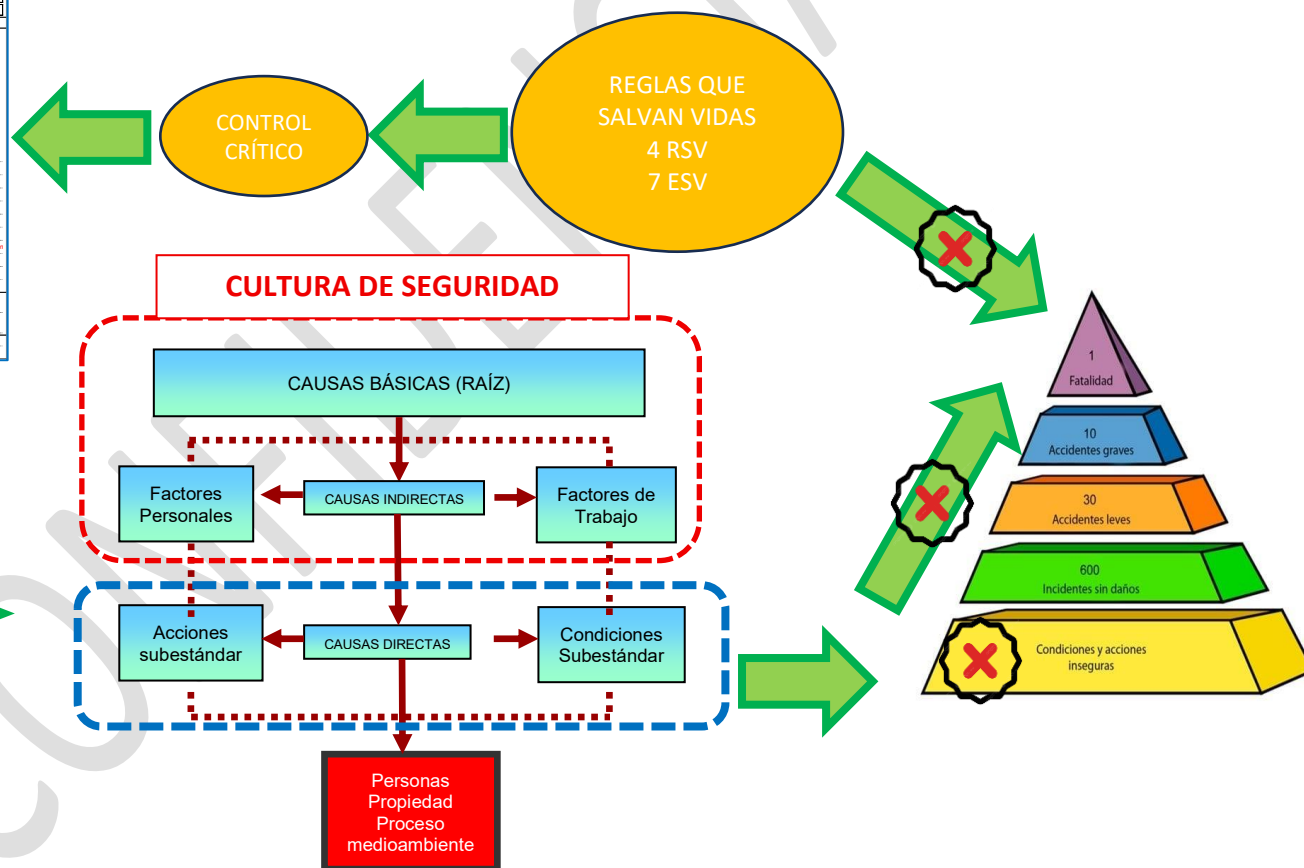 REGLAS QUE
SALVAN VIDAS
4 RSV
7 ESV
CONTROL
CRÍTICO
CULTURA DE SEGURIDAD
CAUSAS BÁSICAS (RAÍZ)
Factores
Personales
CAUSAS INDIRECTAS
Factores de
Trabajo
Acciones
subestándar
CAUSAS DIRECTAS
Condiciones
Subestándar
Personas
Propiedad
Proceso
medioambiente
1
Fatalidad
10
Accidentes graves
30
Accidentes leves
600
Incidentes sin daños
Condiciones y acciones
inseguras